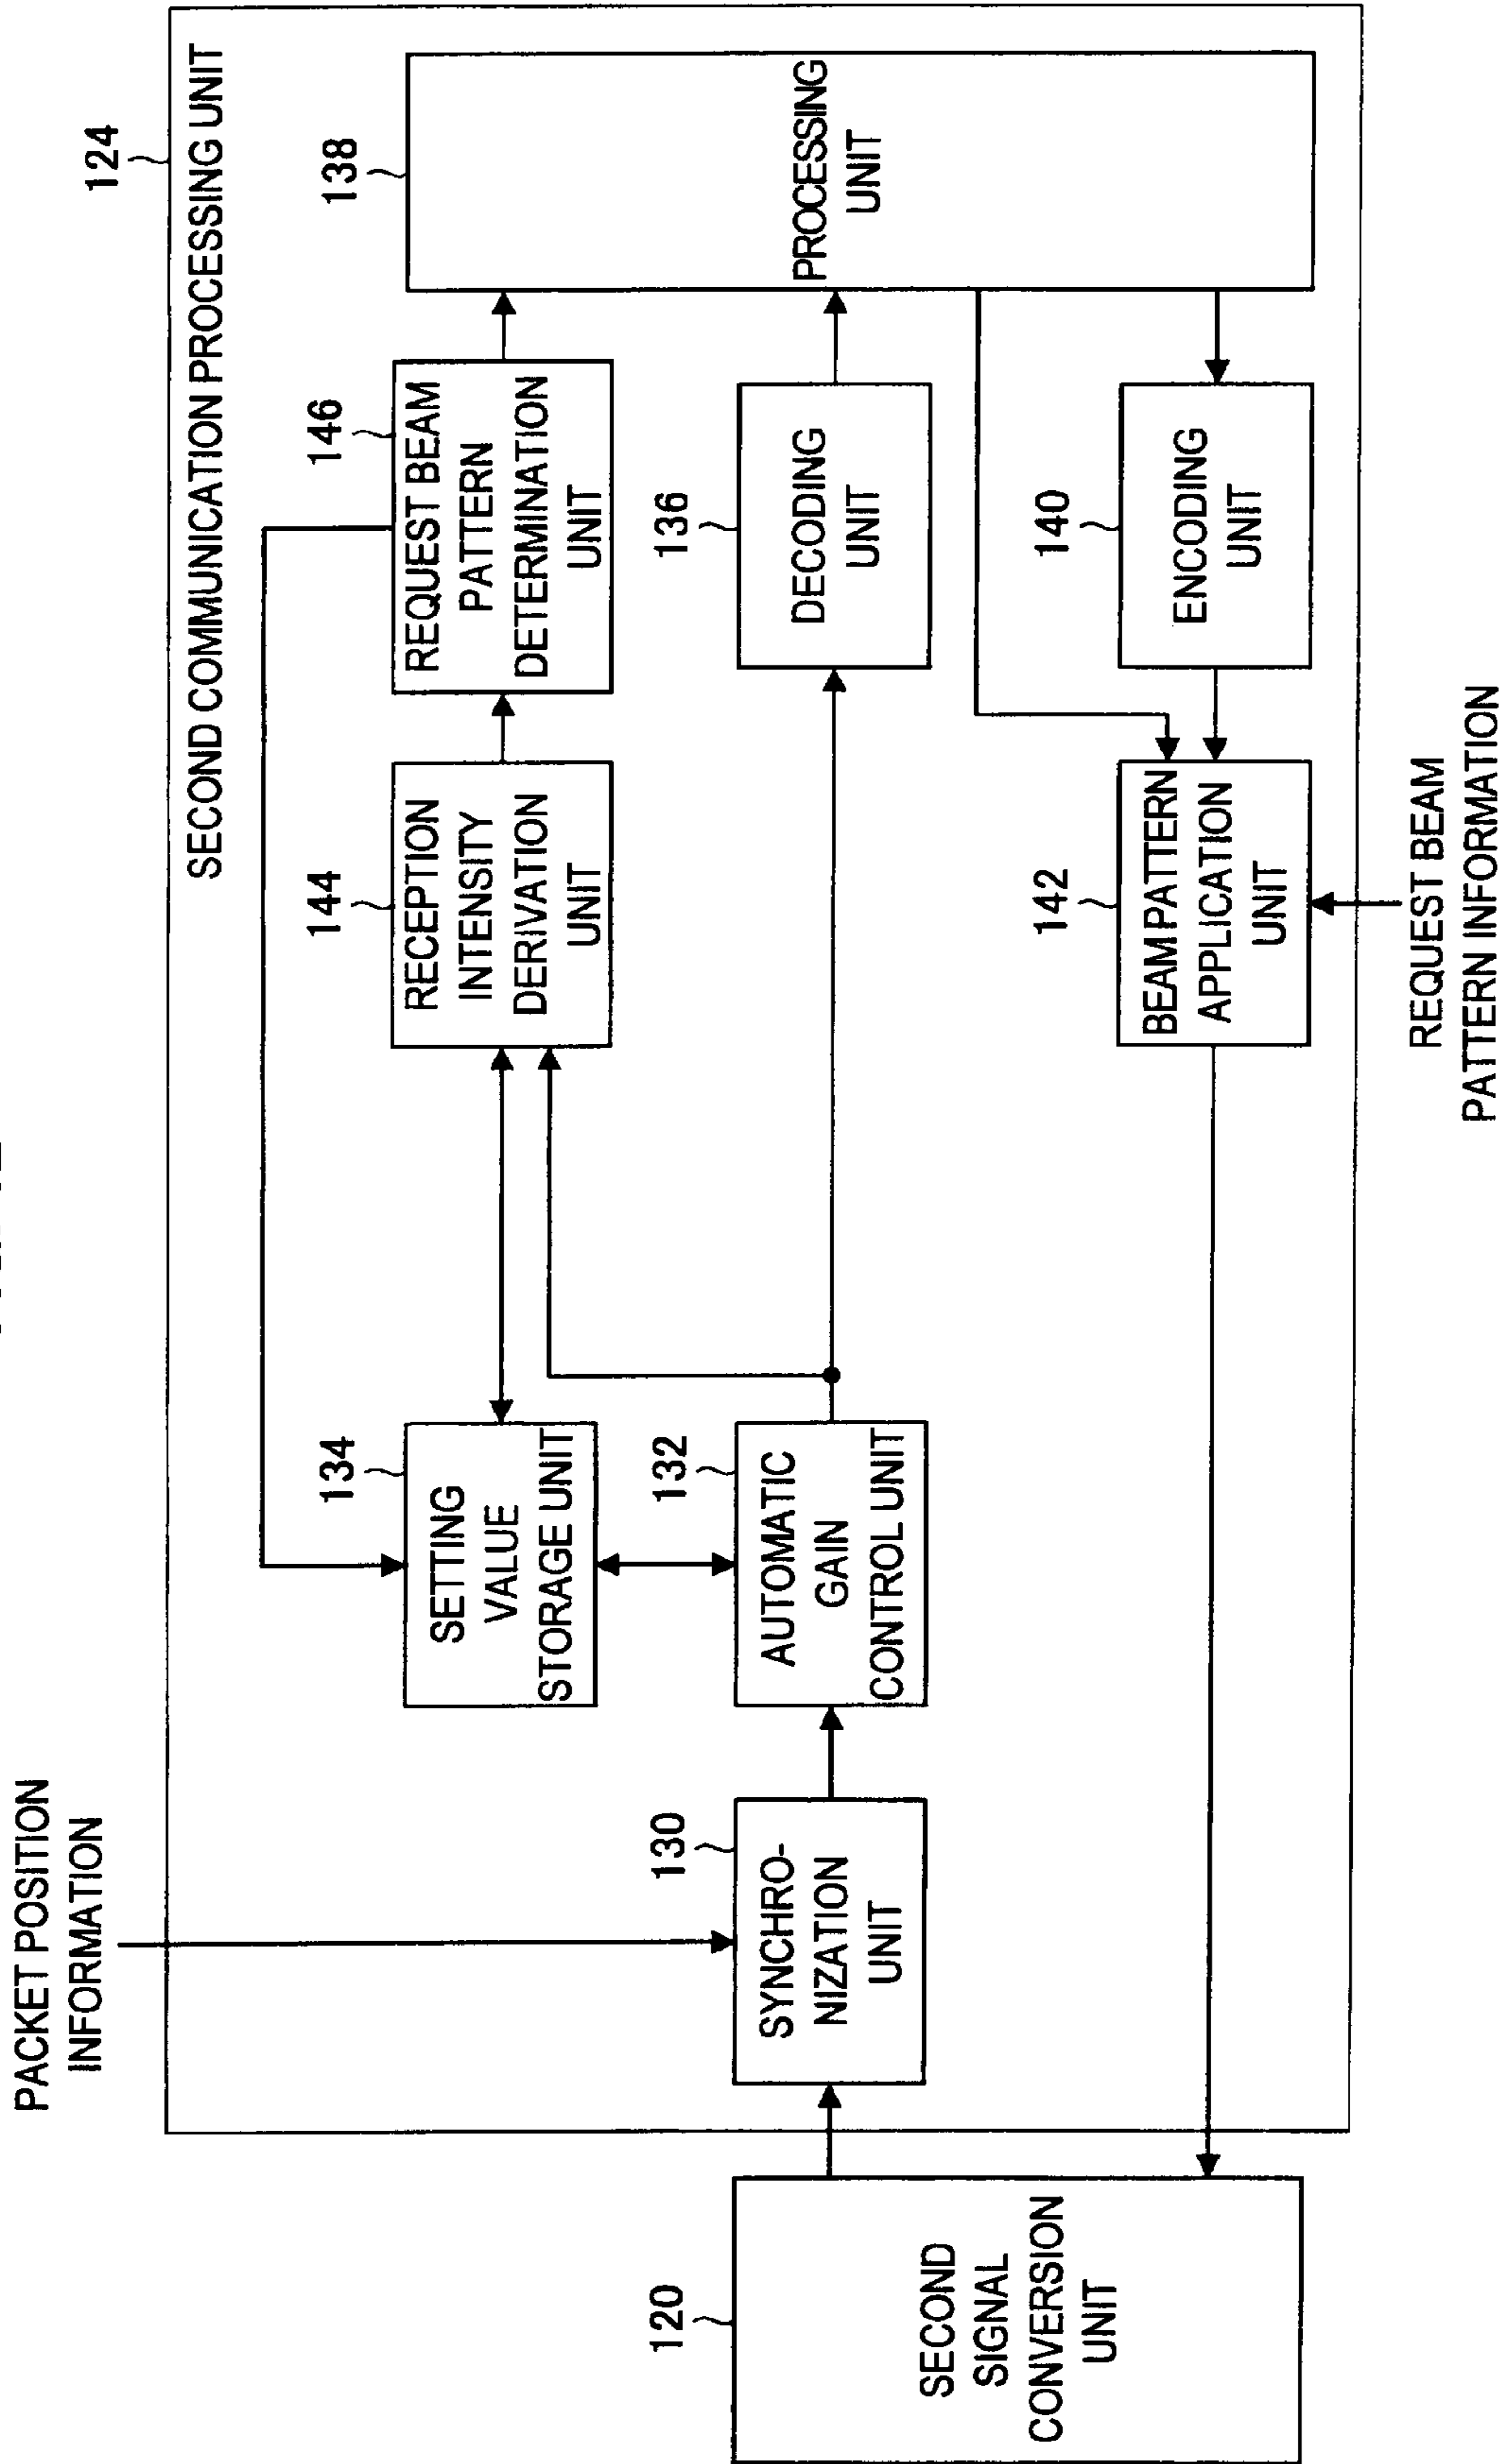 PACKET POSITION
INFORMATION
124
SECOND COMMUNICATION PROCESSING UNIT
134
SETTING
VALUE
STORAGE UNIT
144
RECEPTION
INTENSITY
DERIVATION
UNIT
146
REQUEST BEAM
PATTERN
DETERMINATION
UNIT
138
PROCESSING
UNIT
120
SECOND
SIGNAL
CONVERSION
UNIT
130
SYNCHRO-
NIZATION
UNIT
132
AUTOMATIC
GAIN
CONTROL UNIT
136
DECODING
UNIT
142
BEAM PATTERN
APPLICATION
UNIT
140
ENCODING
UNIT
REQUEST BEAM
PATTERN INFORMATION